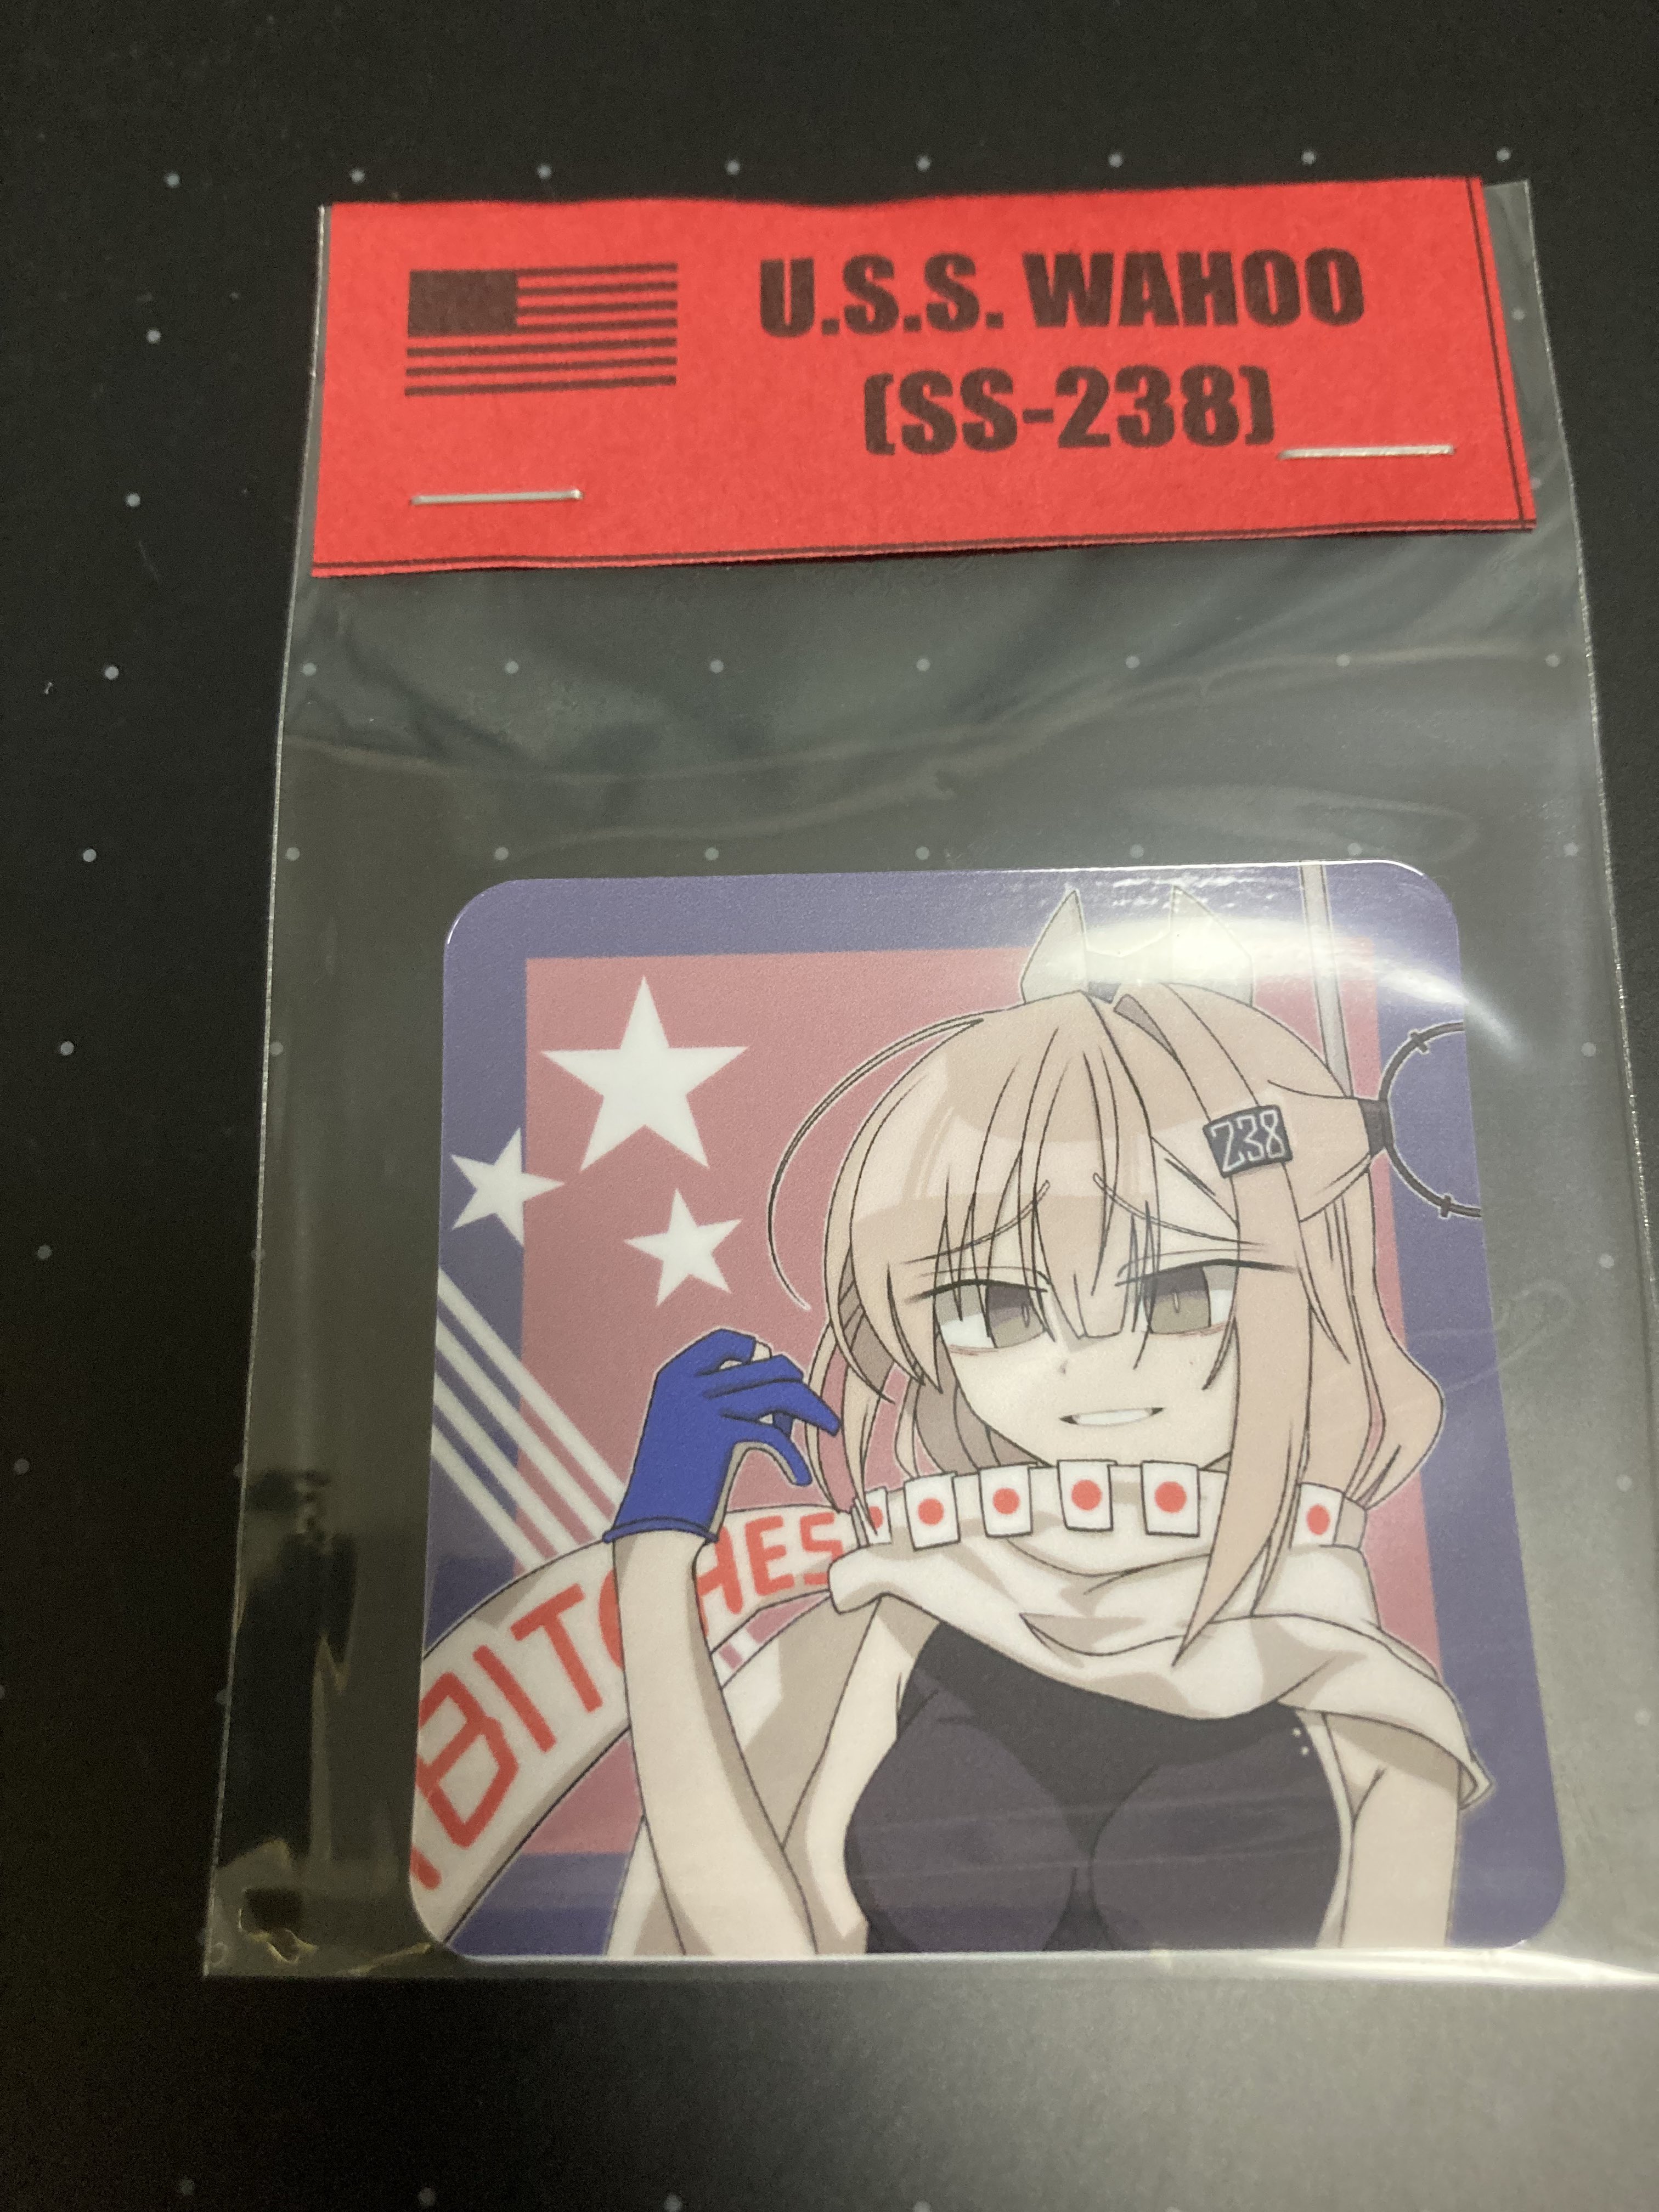 U.S.S. WAHOO
(SS-238)
238
BITCHES